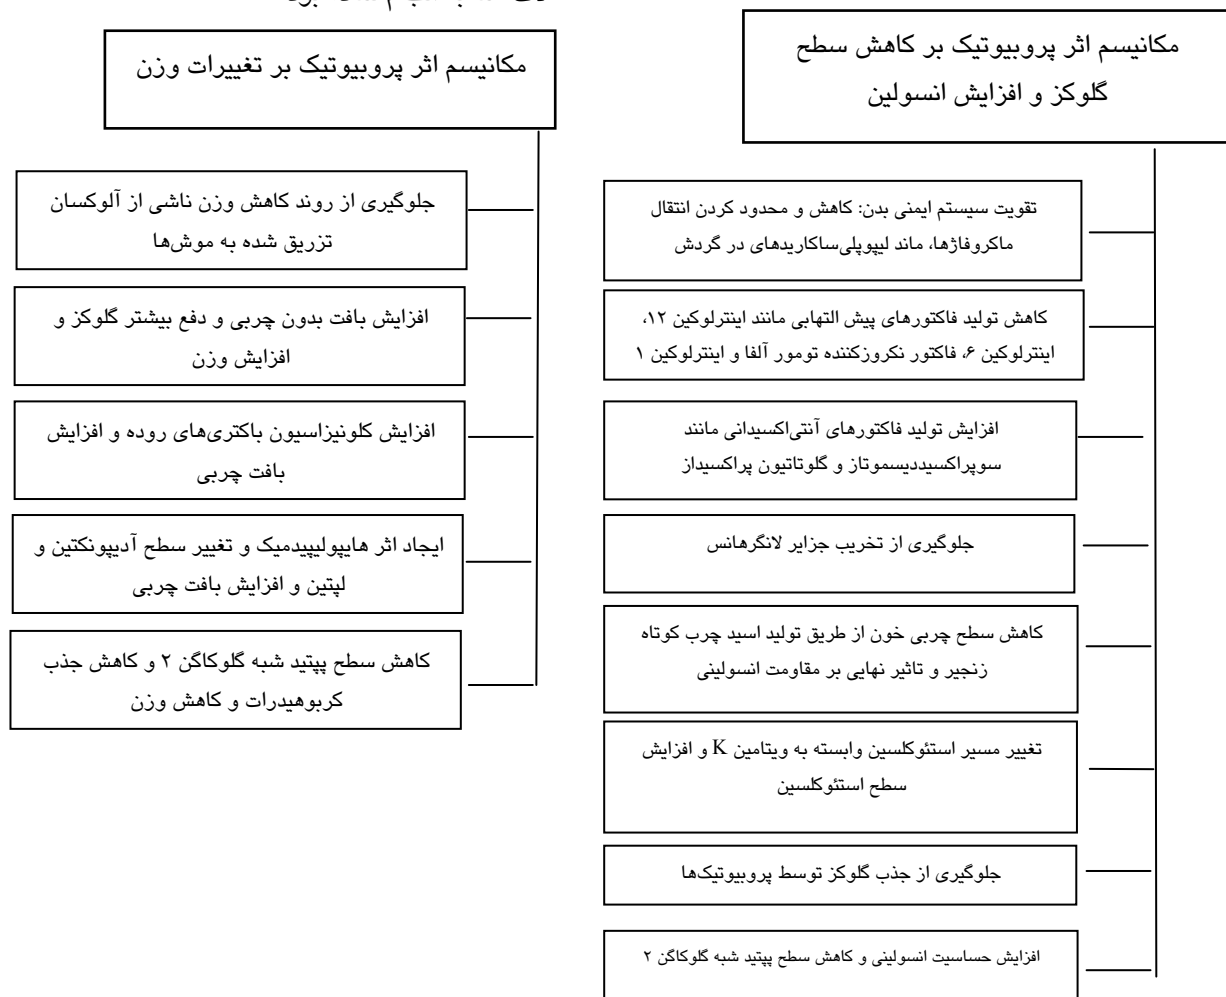 مکانیسم اثر پروبیوتیک بر کاهش سطح
گلوکز و افزایش انسولین
تقویت سیستم ایمنی بدن: کاهش و محدود کردن انتقال
ماکروفاژها، ماند لیپوپلی‌ساکاریدهای در گردش
کاهش تولید فاکتورهای پیش التهابی مانند اینترلوکین ۱۲،
اینترلوکین ۶، فاکتور نکروزکننده تومور آلفا و اینترلوکین ۱
افزایش تولید فاکتورهای آنتی‌اکسیدانی مانند
سوپراکسیددیسموتاز و گلوتاتیون پراکسیداز
جلوگیری از تخریب جزایر لانگرهانس
کاهش سطح چربی خون از طریق تولید اسید چرب کوتاه
زنجیر و تاثیر نهایی بر مقاومت انسولینی
تغییر مسیر استئوکلسین وابسته به ویتامین K و افزایش
سطح استئوکلسین
جلوگیری از جذب گلوکز توسط پروبیوتیک‌ها
افزایش حساسیت انسولینی و کاهش سطح پپتید شبه گلوکاگن ۲
مکانیسم اثر پروبیوتیک بر تغییرات وزن
جلوگیری از روند کاهش وزن ناشی از آلوکسان
تزریق شده به موش‌ها
افزایش بافت بدون چربی و دفع بیشتر گلوکز و
افزایش وزن
افزایش کلونیزاسیون باکتری‌های روده و افزایش
بافت چربی
ایجاد اثر هایپولیپیدمیک و تغییر سطح آدیپونکتین و
لپتین و افزایش بافت چربی
کاهش سطح پپتید شبه گلوکاگن ۲ و کاهش جذب
کربوهیدرات و کاهش وزن